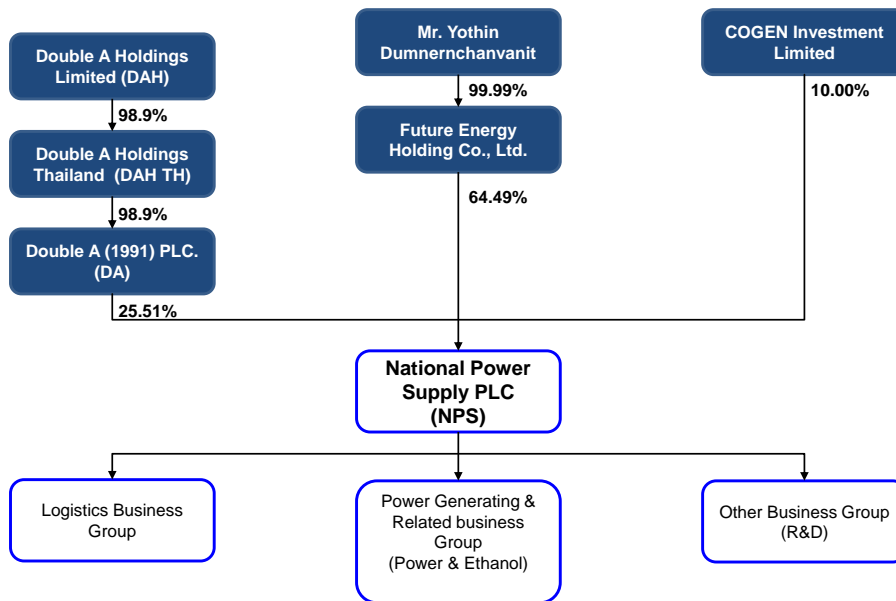 Double A Holdings
Limited (DAH)
98.9%
Double A Holdings
Thailand (DAH TH)
98.9%
Double A (1991) PLC.
(DA)
25.51%
Mr. Yothin
Dumnernchanvanit
99.99%
Future Energy
Holding Co., Ltd.
64.49%
COGEN Investment
Limited
10.00%
National Power
Supply PLC
(NPS)
Logistics Business
Group
Power Generating &
Related business
Group
(Power & Ethanol)
Other Business Group
(R&D)